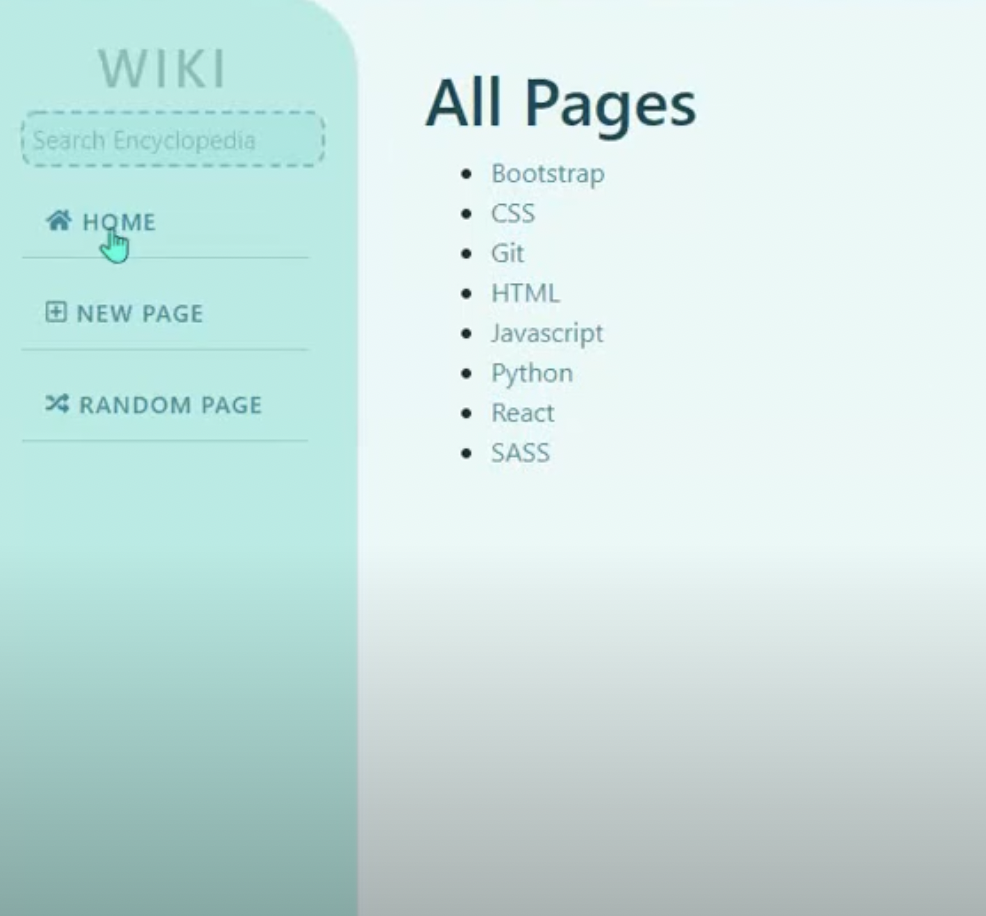 WIKI
Search Encyclopedia
HOME
NEW PAGE
RANDOM PAGE
All Pages
Bootstrap
CSS
Git
HTML
Javascript
Python
React
SASS